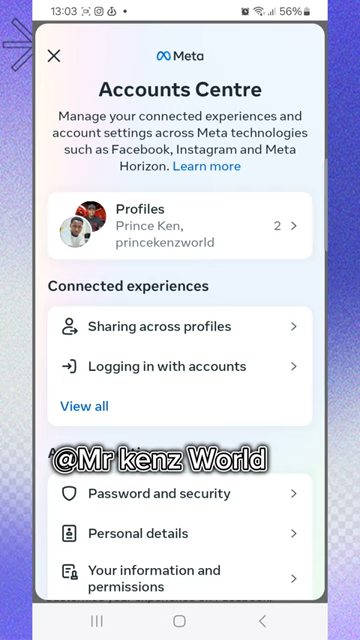 13:03
56%
Meta
Accounts Centre
Manage your connected experiences and
account settings across Meta technologies
such as Facebook, Instagram and Meta
Horizon. Learn more
Profiles
Prince Ken,
princekenzworld
2
Connected experiences
Sharing across profiles
Logging in with accounts
View all
@Mr kenz World
Password and security
Personal details
Your information and
permissions